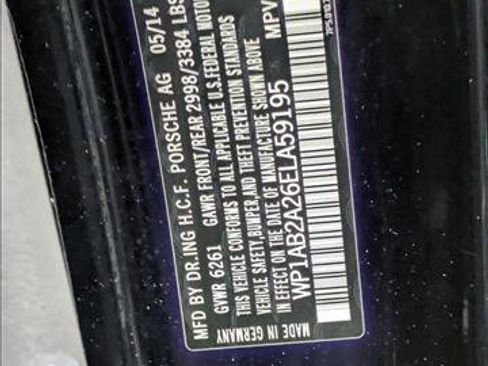 MFD BY DR.ING H.C.F. PORSCHE AG 05/14
GVWR 6261 GAWR FRONT/REAR 2998/3384 LBS
THIS VEHICLE CONFORMS TO ALL APPLICABLE U.S.FEDERAL MOTOR
VEHICLE SAFETY,BUMPER,AND THEFT PREVENTION STANDARDS
IN EFFECT ON THE DATE OF MANUFACTURE SHOWN ABOVE
WP1AB2A26ELA59195 MPV
MADE IN GERMANY